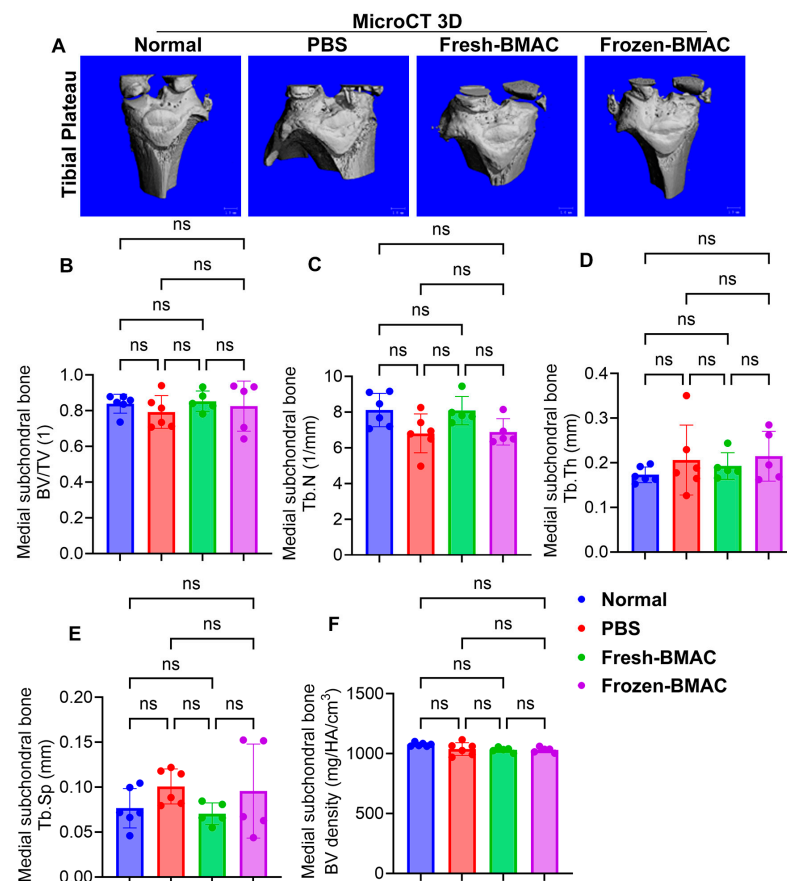 MicroCT 3D
A
Normal
PBS
Fresh-BMAC
Frozen-BMAC
Tibial Plateau
B
ns
ns
ns
ns
ns
ns
Medial subchondral bone
BV/TV (1)
1.0
0.8
0.6
0.4
0.2
0.0
C
ns
ns
ns
ns
ns
ns
Medial subchondral bone
Tb.N (1/mm)
10
8
6
4
2
0
D
ns
ns
ns
ns
ns
ns
Medial subchondral bone
Tb.Th (mm)
0.4
0.3
0.2
0.1
0.0
E
ns
ns
ns
ns
ns
ns
Medial subchondral bone
Tb.Sp (mm)
0.20
0.15
0.10
0.05
0.00
F
ns
ns
ns
ns
ns
ns
Medial subchondral bone
BV density (mg/HA/cm³)
1500
1000
500
0
Normal
PBS
Fresh-BMAC
Frozen-BMAC